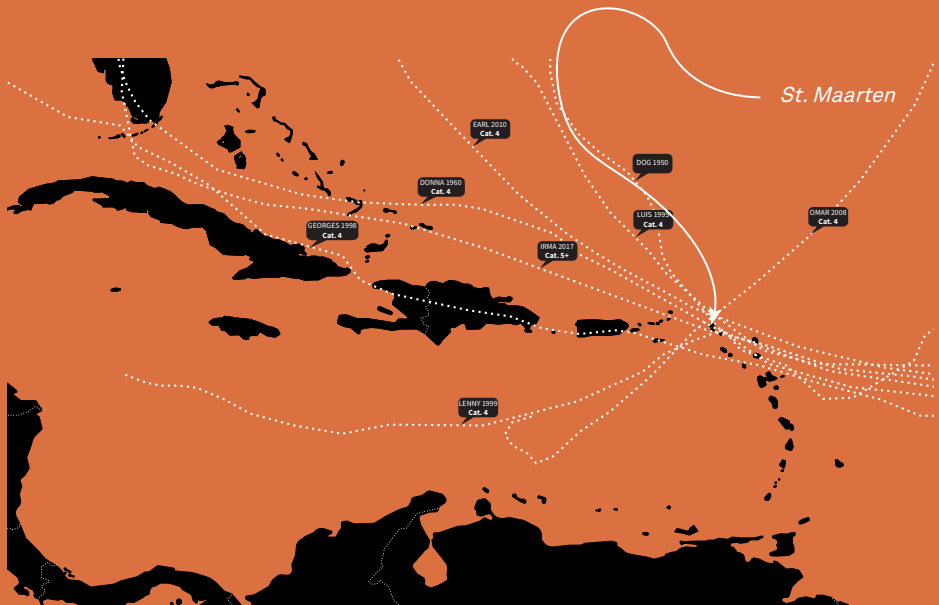 St. Maarten
EARL 2010
Cat. 4
DOG 1950
DONNA 1960
Cat. 4
LUIS 1995
Cat. 4
OMAR 2008
Cat. 4
GEORGES 1998
Cat. 4
IRMA 2017
Cat. 5+
LENNY 1999
Cat. 4